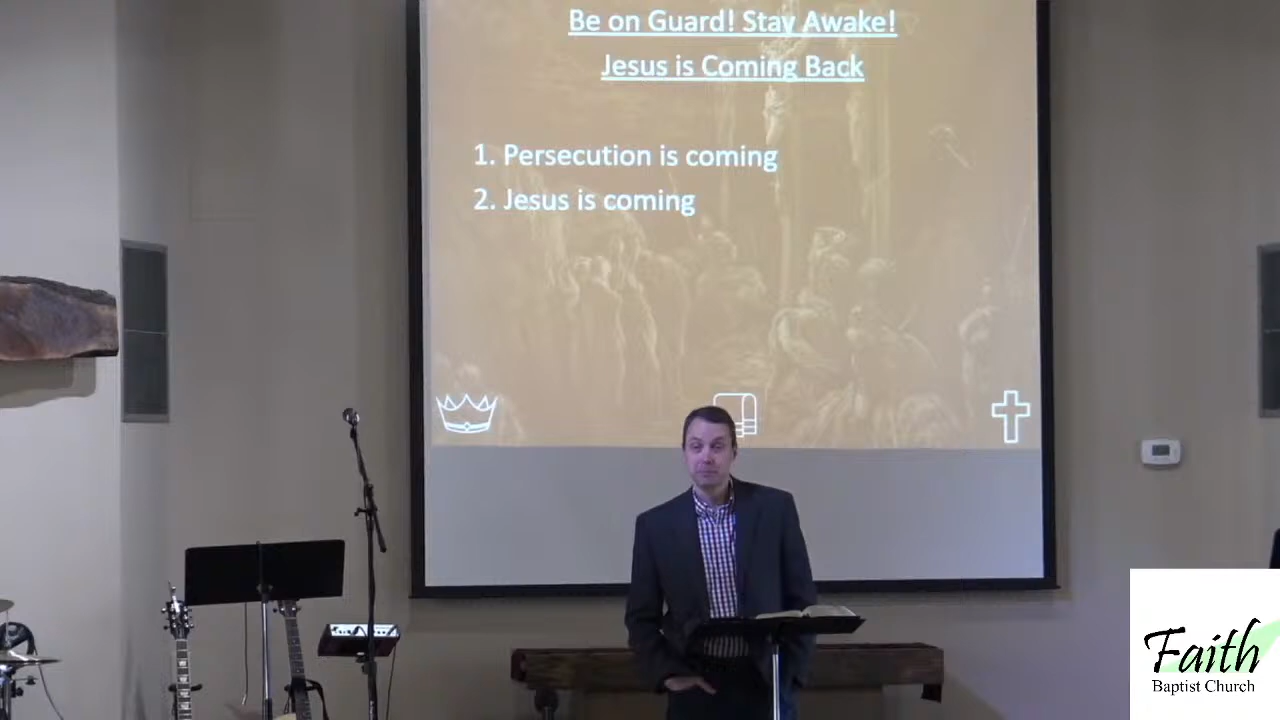 Be on Guard! Stay Awake!
Jesus is Coming Back
1. Persecution is coming
2. Jesus is coming
Faith
Baptist Church